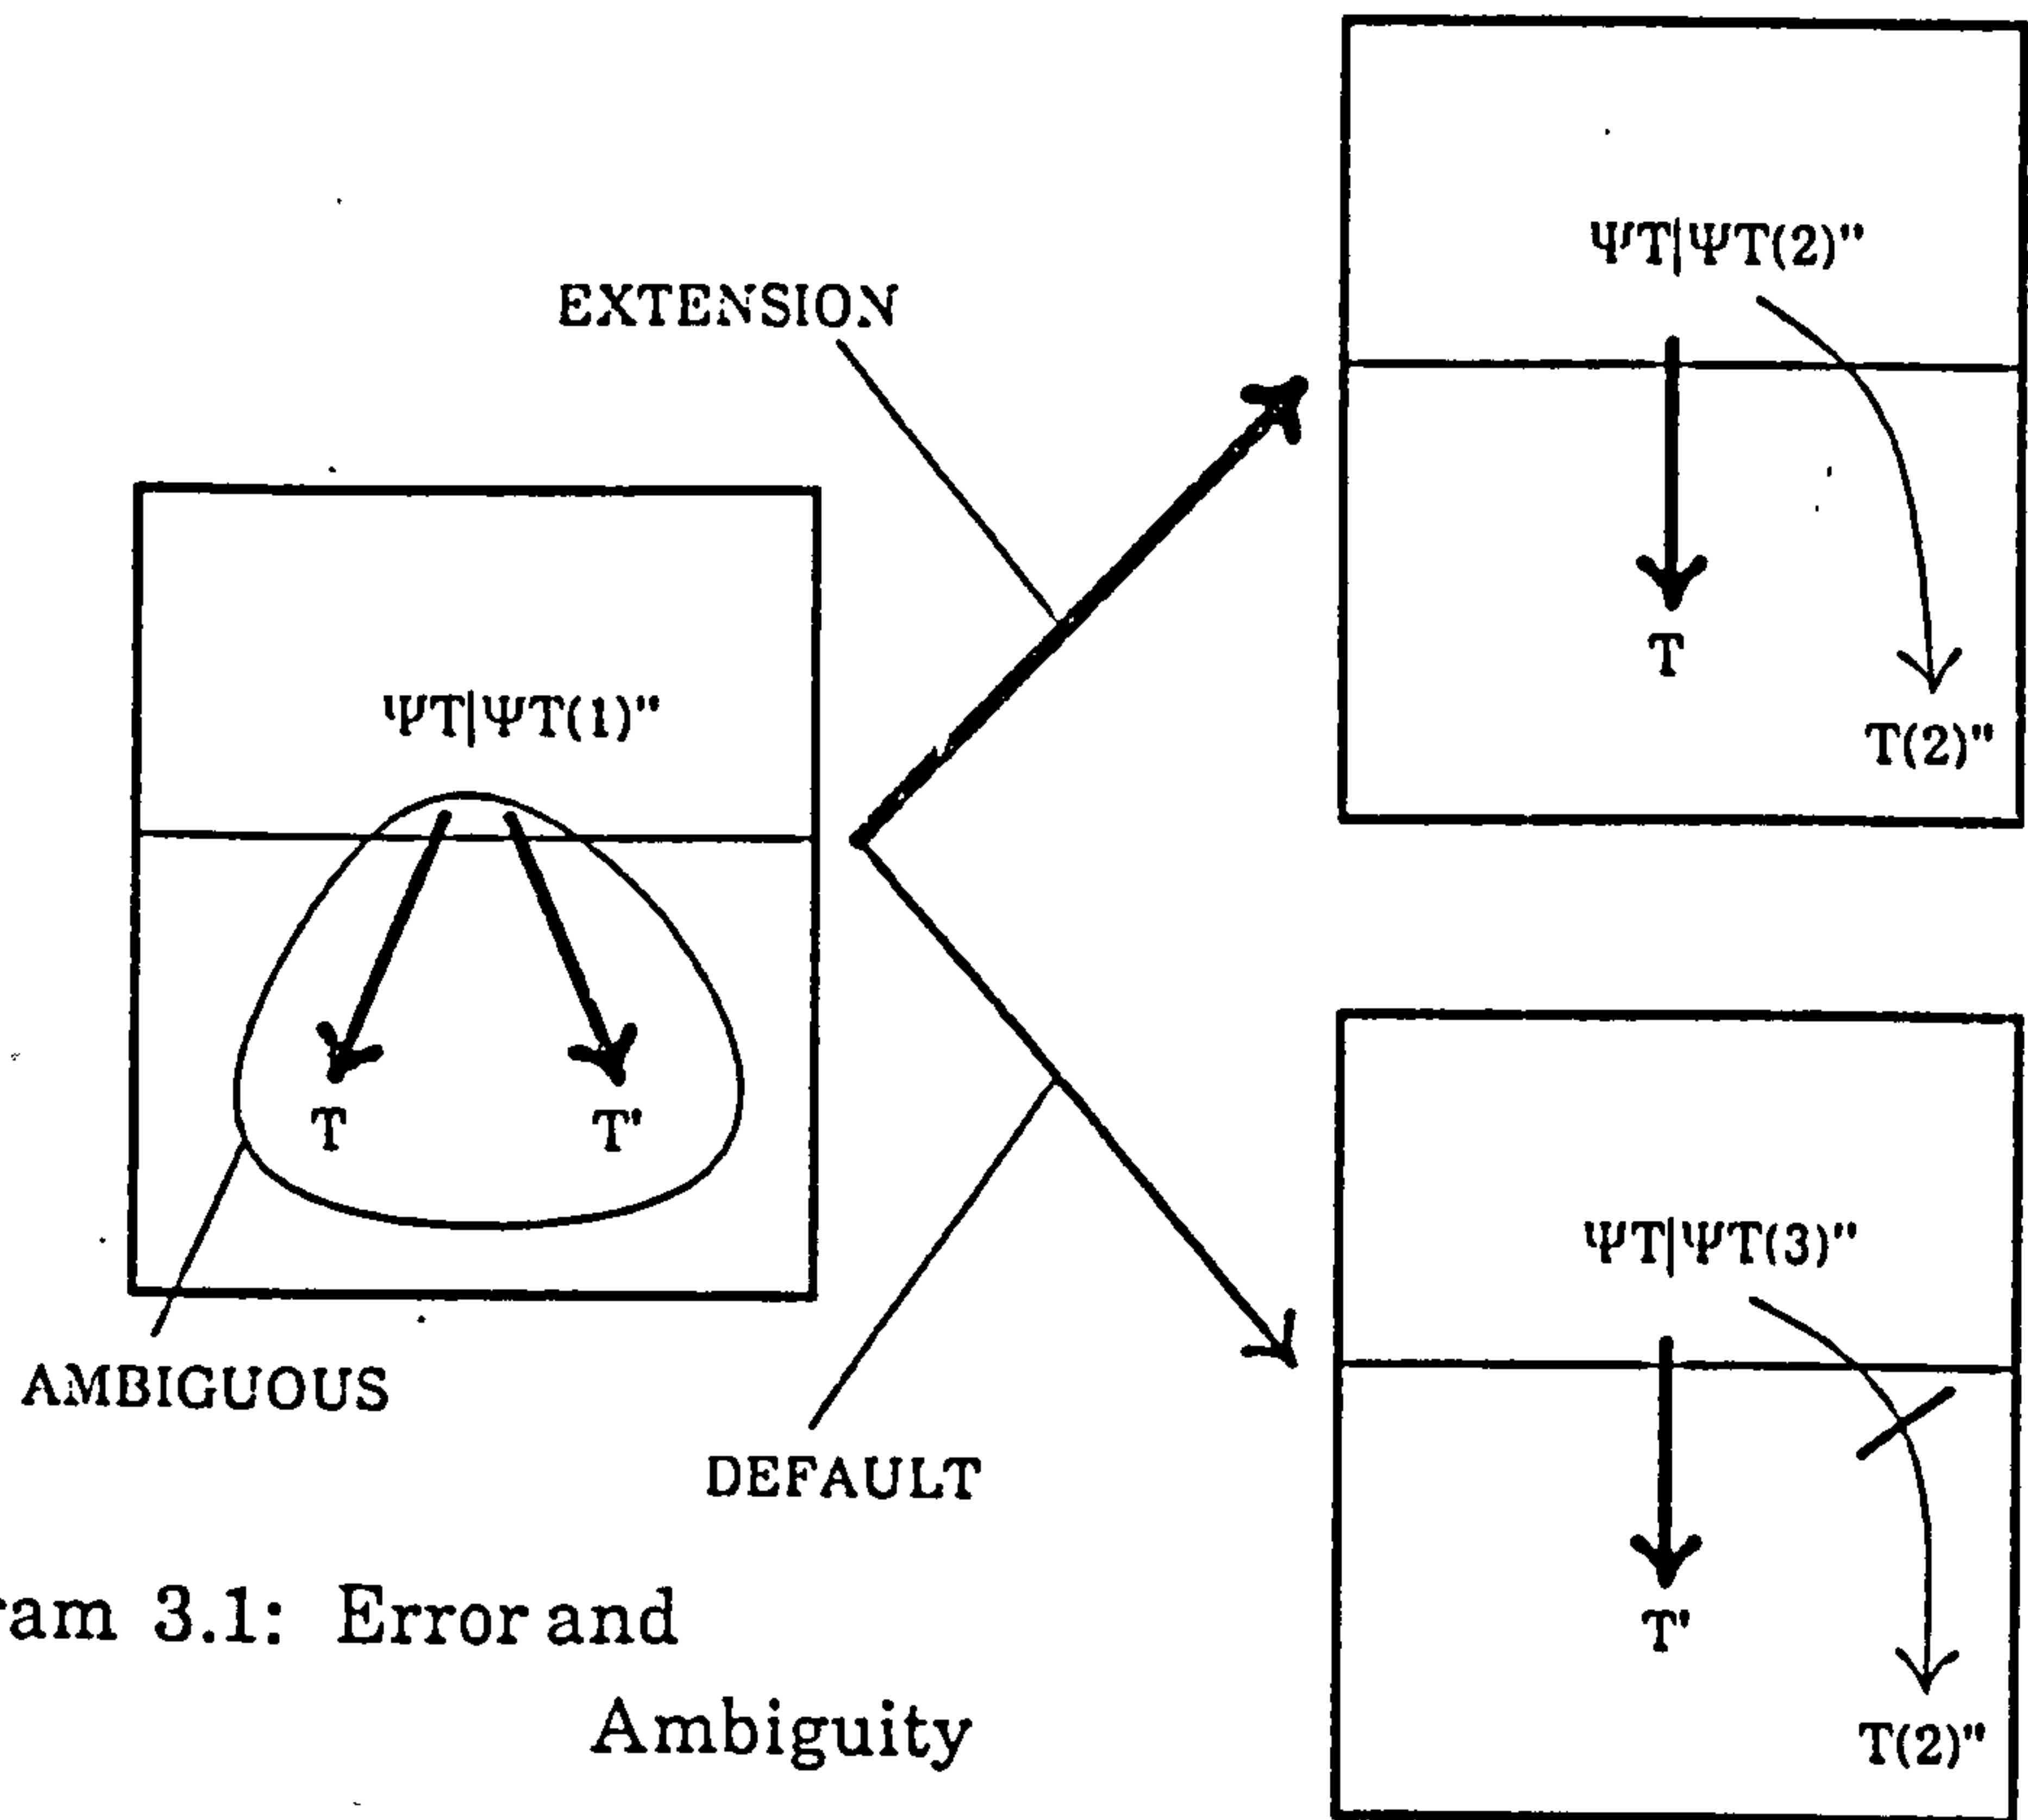 ΨT|ΨT(2)"
EXTENSION
T
T(2)"
ΨT|ΨT(1)"
T T'
AMBIGUOUS
ΨT|ΨT(3)"
DEFAULT
T'
T(2)"
ram 3.1: Error and
Ambiguity